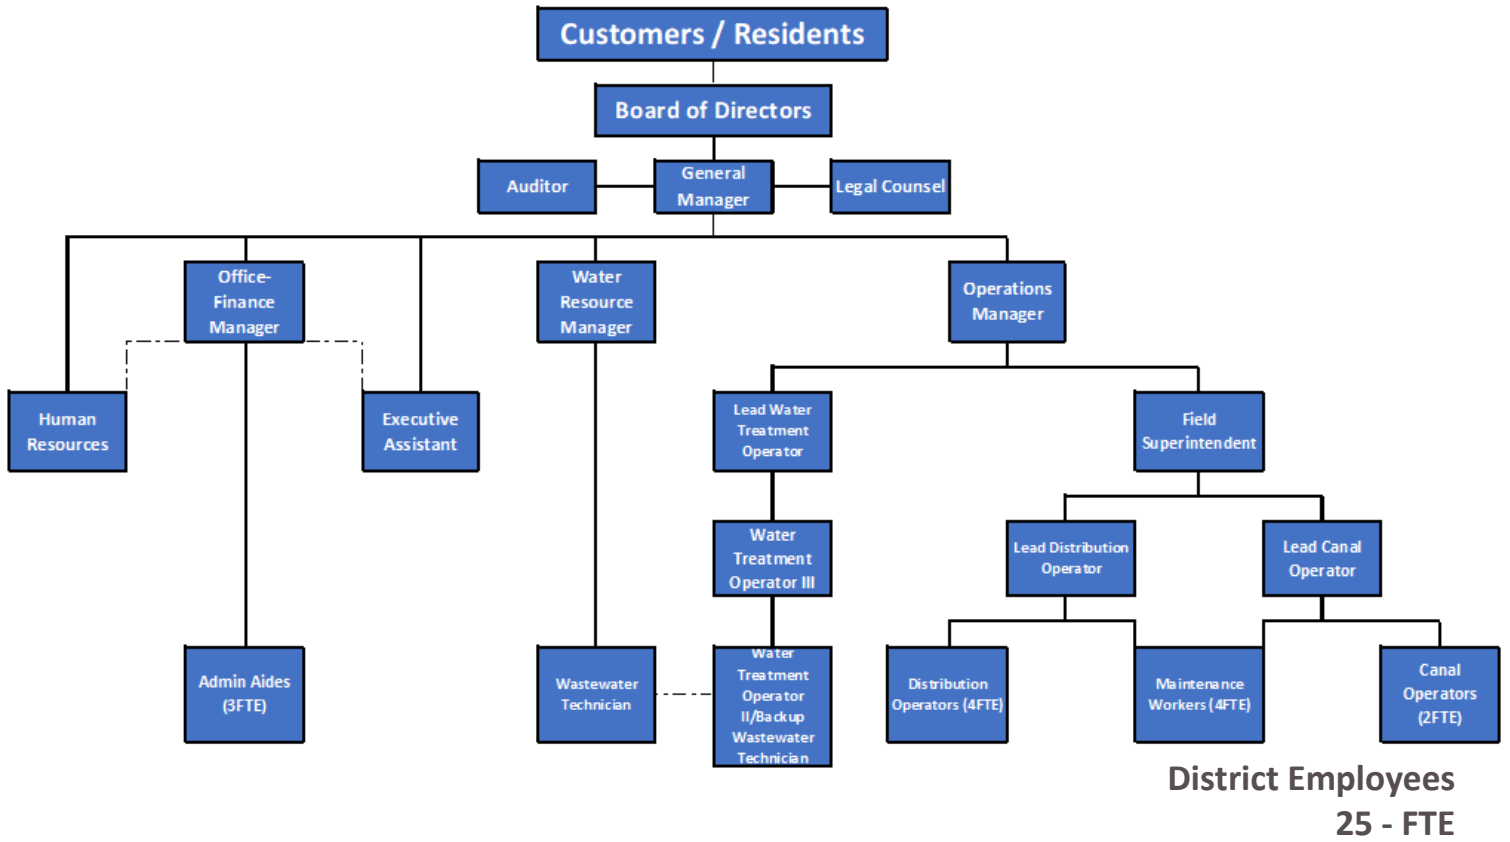 Customers / Residents
Board of Directors
Auditor
General
Manager
Legal Counsel
Office-
Finance
Manager
Water
Resource
Manager
Operations
Manager
Human
Resources
Executive
Assistant
Lead Water
Treatment
Operator
Field
Superintendent
Water
Treatment
Operator III
Lead Distribution
Operator
Lead Canal
Operator
Admin Aides
(3FTE)
Wastewater
Technician
Water
Treatment
Operator
II/Backup
Wastewater
Technician
Distribution
Operators (4FTE)
Maintenance
Workers (4FTE)
Canal
Operators
(2FTE)
District Employees
25 - FTE